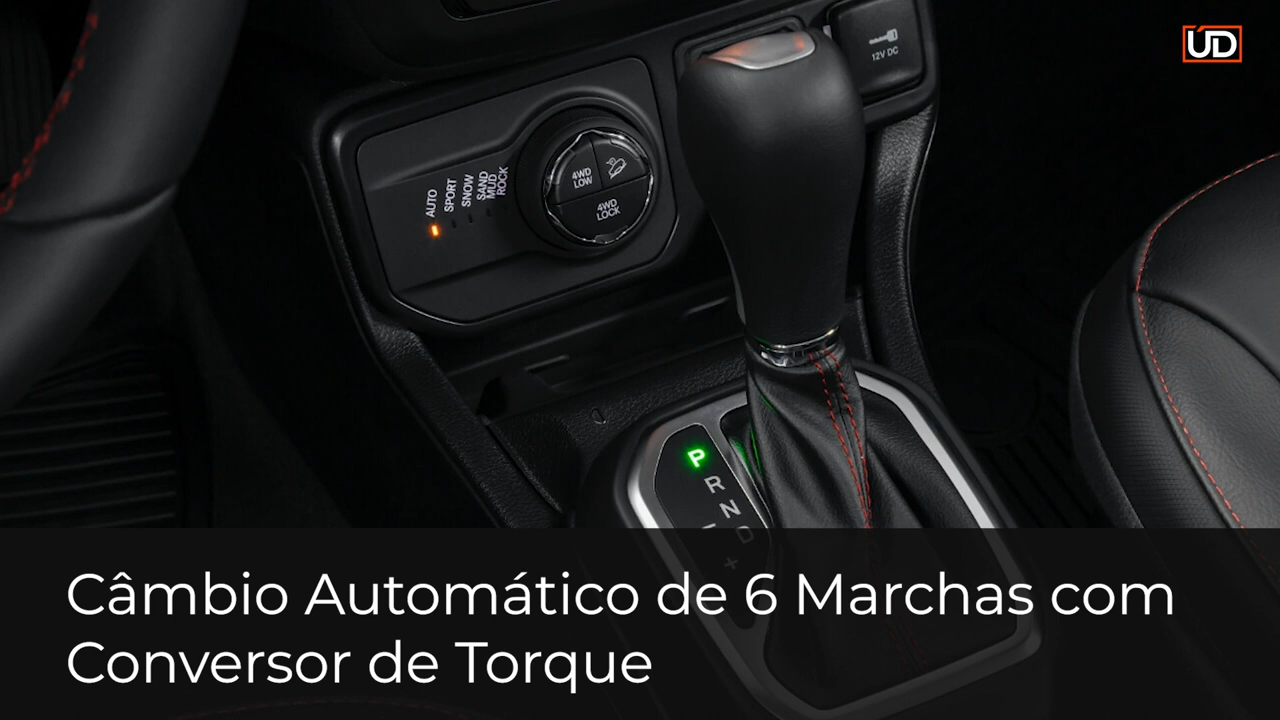 UD
12V DC
AUTO
SPORT
SNOW
SAND
MUD
ROCK
4WD
LOW
4WD
LOCK
P
R
N
D
+
Câmbio Automático de 6 Marchas com
Conversor de Torque